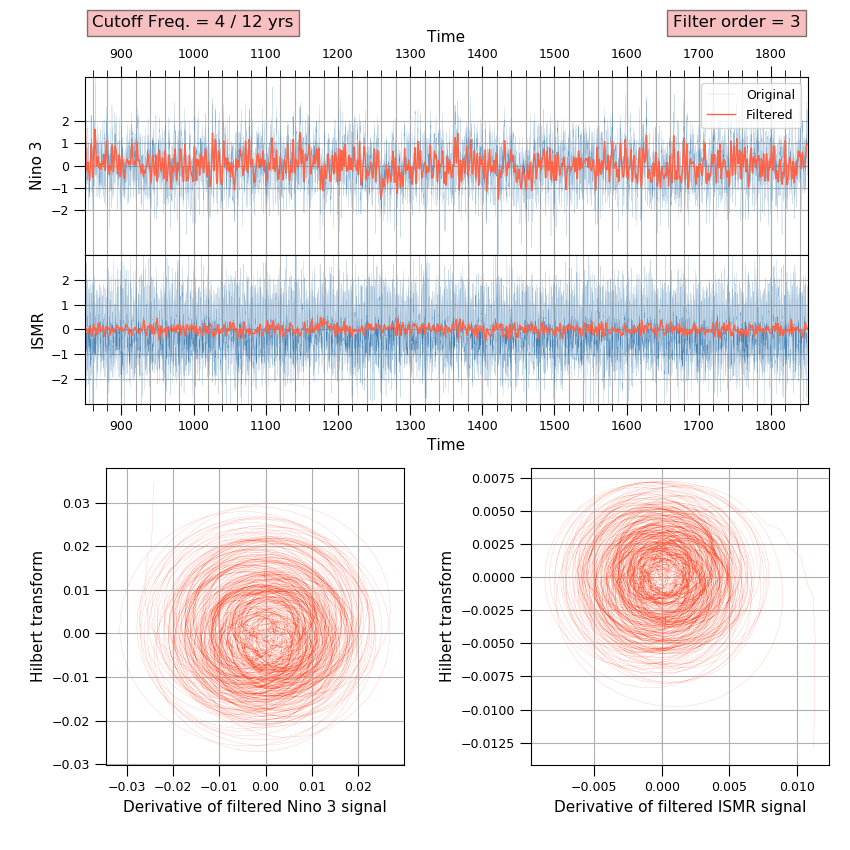 Cutoff Freq. = 4 / 12 yrs
Filter order = 3
Time
900 1000 1100 1200 1300 1400 1500 1600 1700 1800
Original
Filtered
Nino 3
2
1
0
−1
−2
ISMR
2
1
0
−1
−2
900 1000 1100 1200 1300 1400 1500 1600 1700 1800
Time
Hilbert transform
0.03
0.02
0.01
0.00
−0.01
−0.02
−0.03
−0.03 −0.02 −0.01 0.00 0.01 0.02
Derivative of filtered Nino 3 signal
Hilbert transform
0.0075
0.0050
0.0025
0.0000
−0.0025
−0.0050
−0.0075
−0.0100
−0.0125
−0.005 0.000 0.005 0.010
Derivative of filtered ISMR signal